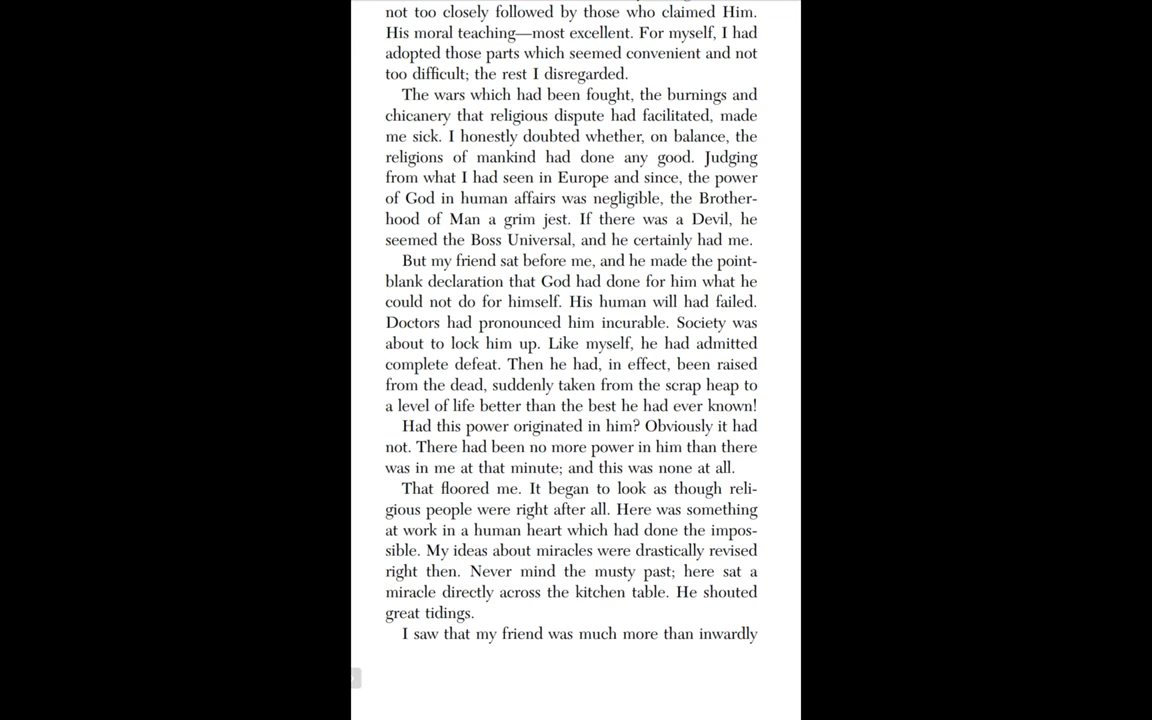 not too closely followed by those who claimed Him.
His moral teaching—most excellent. For myself, I had
adopted those parts which seemed convenient and not
too difficult; the rest I disregarded.
The wars which had been fought, the burnings and
chicanery that religious dispute had facilitated, made
me sick. I honestly doubted whether, on balance, the
religions of mankind had done any good. Judging
from what I had seen in Europe and since, the power
of God in human affairs was negligible, the Brother-
hood of Man a grim jest. If there was a Devil, he
seemed the Boss Universal, and he certainly had me.
But my friend sat before me, and he made the point-
blank declaration that God had done for him what he
could not do for himself. His human will had failed.
Doctors had pronounced him incurable. Society was
about to lock him up. Like myself, he had admitted
complete defeat. Then he had, in effect, been raised
from the dead, suddenly taken from the scrap heap to
a level of life better than the best he had ever known!
Had this power originated in him? Obviously it had
not. There had been no more power in him than there
was in me at that minute; and this was none at all.
That floored me. It began to look as though reli-
gious people were right after all. Here was something
at work in a human heart which had done the impos-
sible. My ideas about miracles were drastically revised
right then. Never mind the musty past; here sat a
miracle directly across the kitchen table. He shouted
great tidings.
I saw that my friend was much more than inwardly